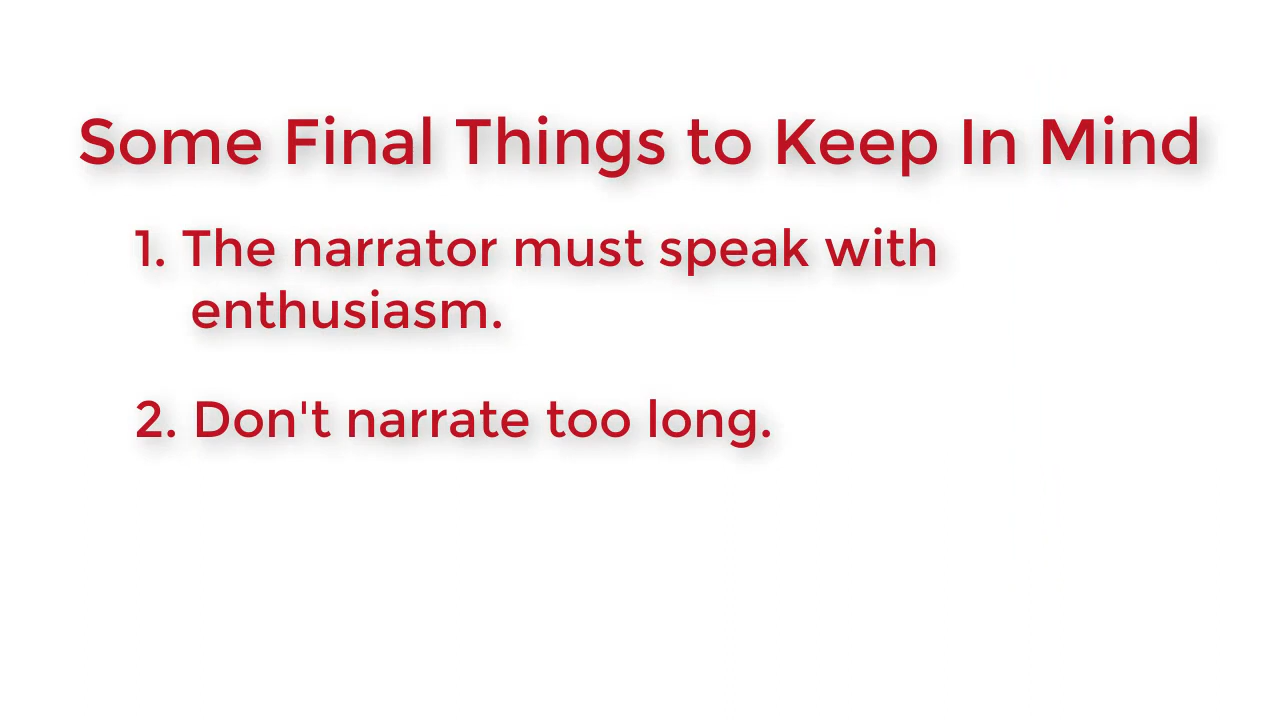 Some Final Things to Keep In Mind
1. The narrator must speak with
enthusiasm.
2. Don't narrate too long.